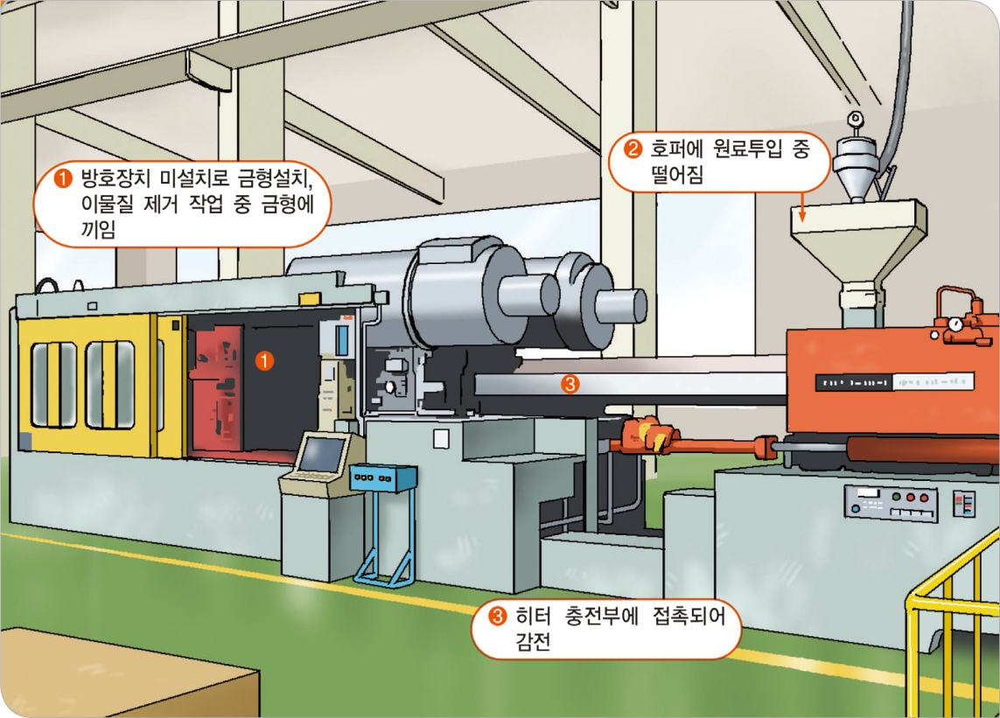 ❶ 방호장치 미설치로 금형설치,
이물질 제거 작업 중 금형에
끼임
❷ 호퍼에 원료투입 중
떨어짐
❶
❸
❸ 히터 충전부에 접촉되어
감전